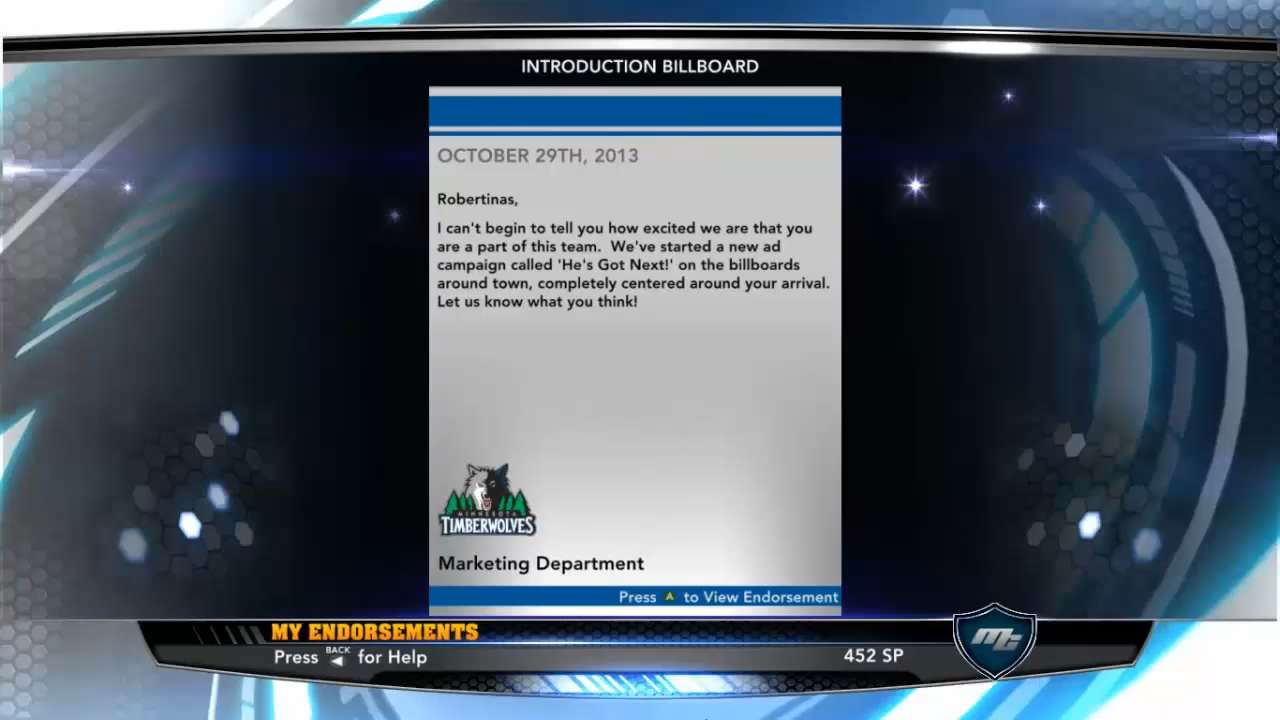 INTRODUCTION BILLBOARD
OCTOBER 29TH, 2013
Robertinas,
I can't begin to tell you how excited we are that you
are a part of this team. We've started a new ad
campaign called 'He's Got Next!' on the billboards
around town, completely centered around your arrival.
Let us know what you think!
MINNESOTA
TIMBERWOLVES
Marketing Department
Press A to View Endorsement
MY ENDORSEMENTS
Press BACK for Help
452 SP
MC